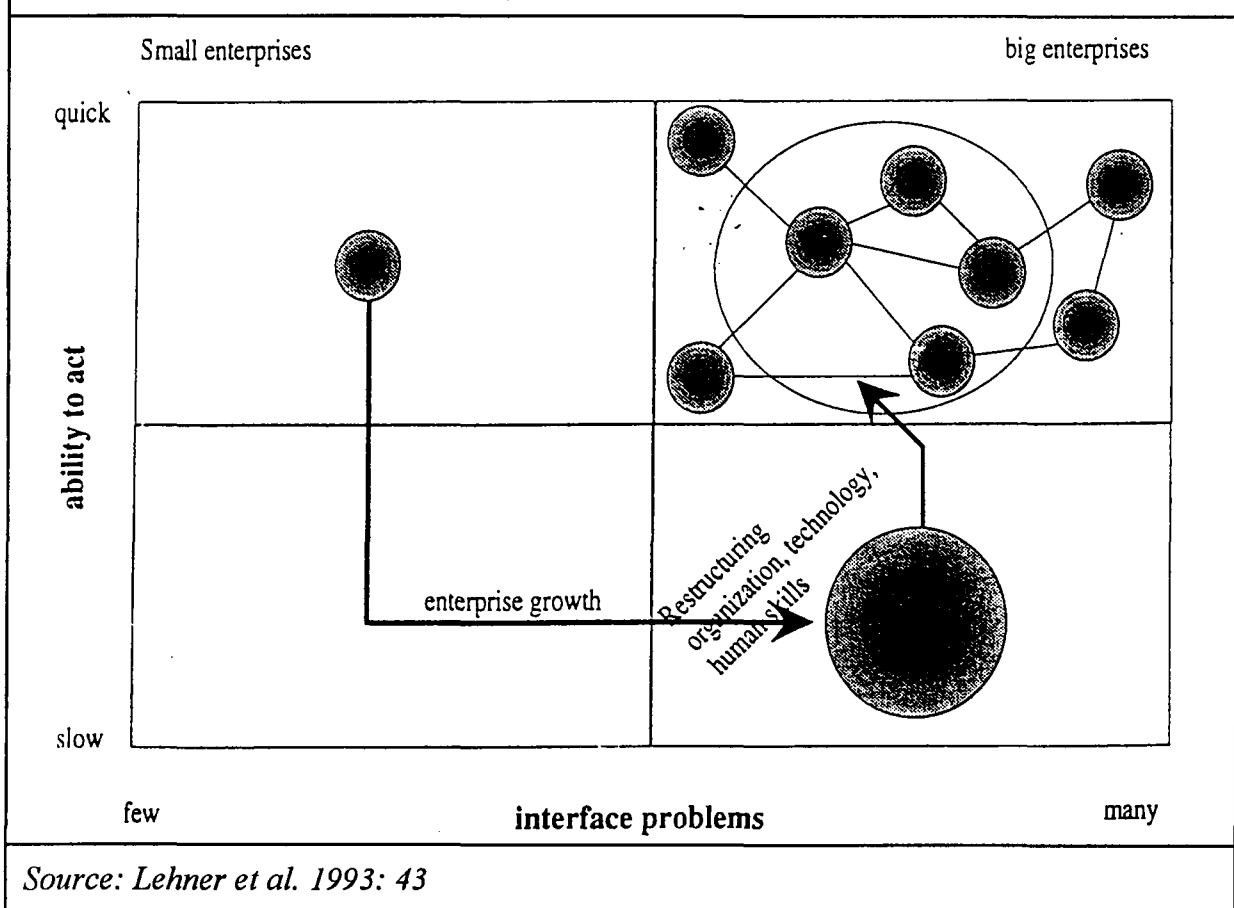 Small enterprises
big enterprises
quick
ability to act
Restructuring
organization, technology,
human skills
enterprise growth
slow
few
interface problems
many
Source: Lehner et al. 1993: 43